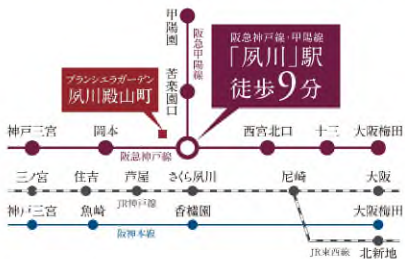 甲陽園
阪急甲陽線
苦楽園口
阪急神戸線・甲陽線
「夙川」駅
徒歩9分
ブランシエラガーデン
夙川殿山町
神戸三宮
岡本
西宮北口
十三
大阪梅田
阪急神戸線
三ノ宮
住吉
芦屋
さくら夙川
尼崎
大阪
JR神戸線
神戸三宮
魚崎
香櫨園
大阪梅田
阪神本線
JR東西線
北新地